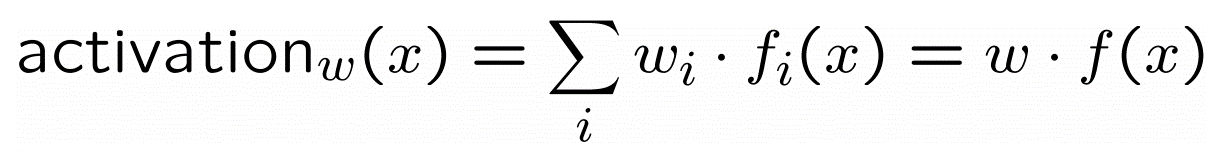 activation_w(x) = ∑_i w_i · f_i(x) = w · f(x)